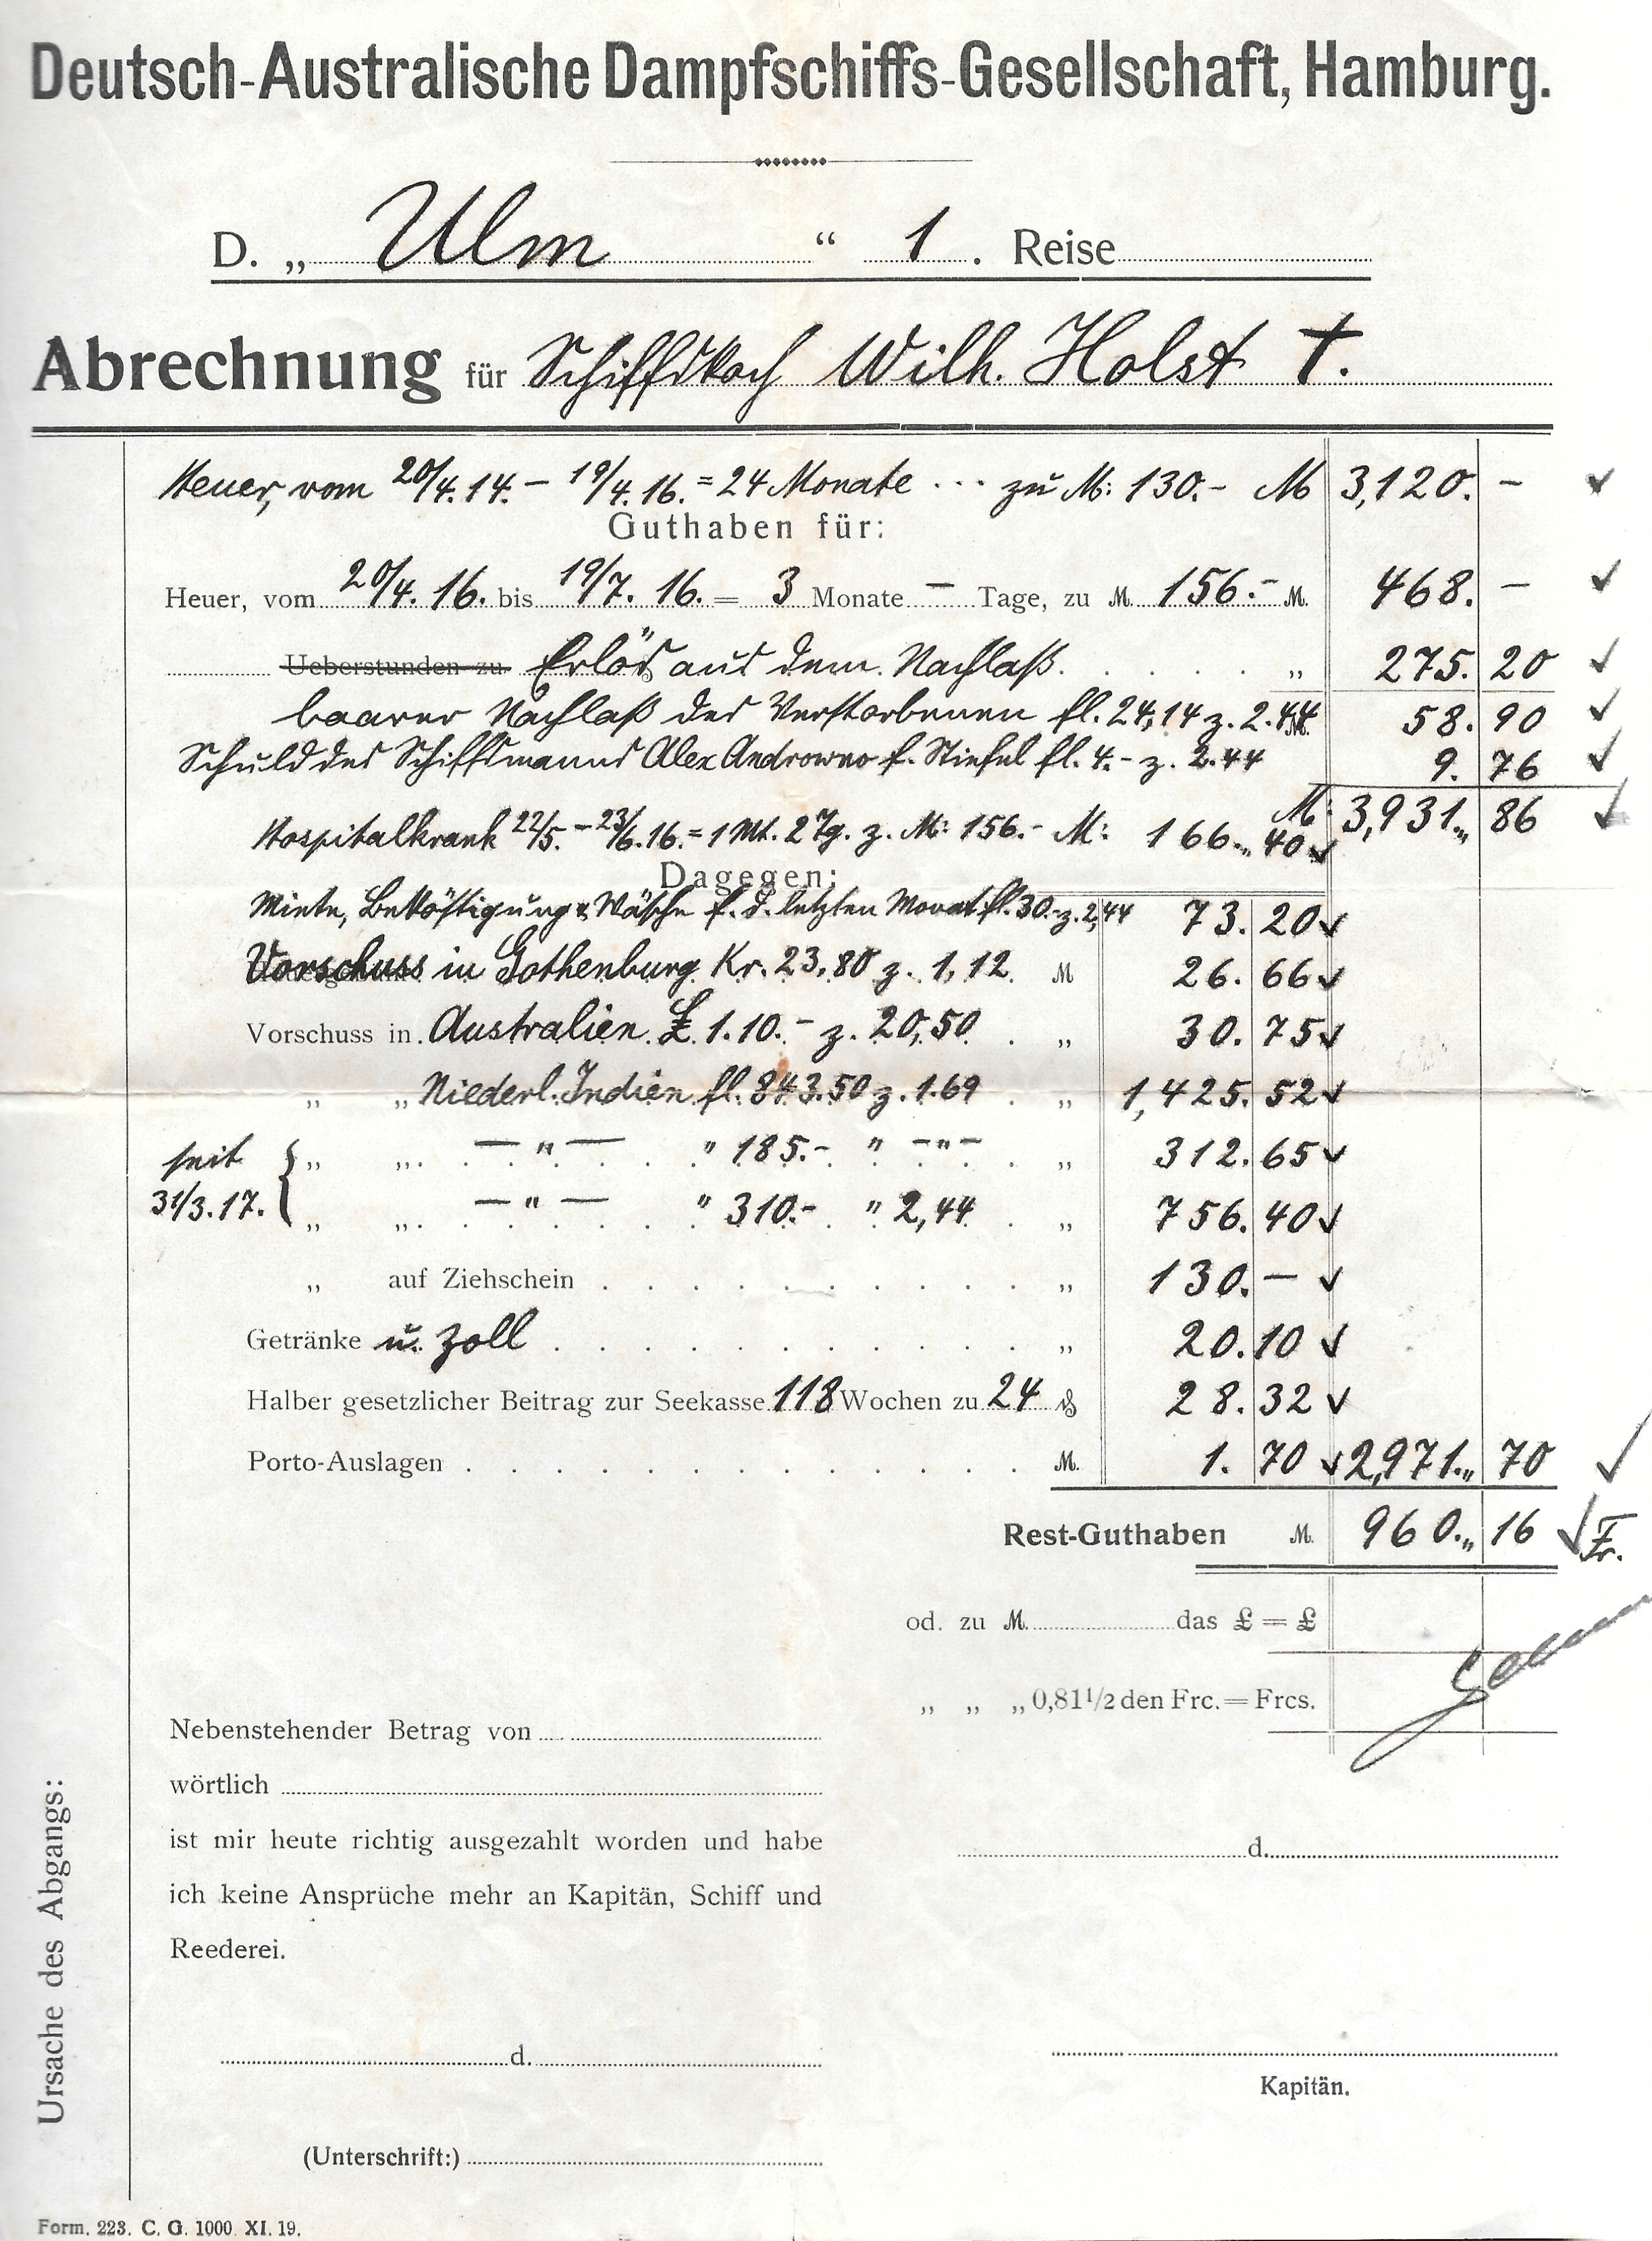 Deutsch-Australische Dampfschiffs-Gesellschaft, Hamburg.
D. „ Ulm “ 1. Reise
Abrechnung für Schiffskoch Wilh. Holst †.
Heuer, vom 20/4.14. – 19/4.16. = 24 Monate ... zu M: 130.- M 3,120. –
Guthaben für:
Heuer, vom 20/4. 16. bis 19/7. 16. = 3 Monate – Tage, zu M. 156.- M. 468. –
Ueberstunden zu Erlös aus dem Nachlaß. „ 275. 20
baarer Nachlaß des Verstorbenen fl. 24,14 z. 2.44 M. 58. 90
Schuld des Schiffsmanns Alex Androwno f. Stiefel fl. 4.- z. 2.44 9. 76
M: 3,931.„ 86
Hospitalkrank 22/5. – 23/6.16. = 1 Mt. 2 Tg. z. M: 156.- M: 166.„ 40
Dagegen:
Miete, Beköstigung & Wäsche f. d. letzten Monat fl. 30.- z. 2,44 73. 20
Vorschuss in Gothenburg Kr. 23,80 z. 1,12. M 26. 66
Vorschuss in Australien £ 1.10.- z. 20,50 „ 30. 75
„ „ Niederl. Indien fl. 843.50 z. 1.69 „ 1,425. 52
seit „ „ — " — " 185.- " –"– „ 312. 65
31/3.17. „ „ — " — " 310.- " 2,44 „ 756. 40
„ auf Ziehschein „ 130. –
Getränke u. Zoll „ 20. 10
Halber gesetzlicher Beitrag zur Seekasse 118 Wochen zu 24 ₰ 28. 32
Porto-Auslagen M. 1. 70 2,971.„ 70
Rest-Guthaben M. 960.„ 16 Fr.
od. zu M. das £ = £
„ „ „ 0,81 1/2 den Frc. = Frcs.
Nebenstehender Betrag von
wörtlich
ist mir heute richtig ausgezahlt worden und habe
ich keine Ansprüche mehr an Kapitän, Schiff und
Reederei.
d.
d.
Kapitän.
(Unterschrift:)
Ursache des Abgangs:
Form. 223. C. G. 1000. XI. 19.